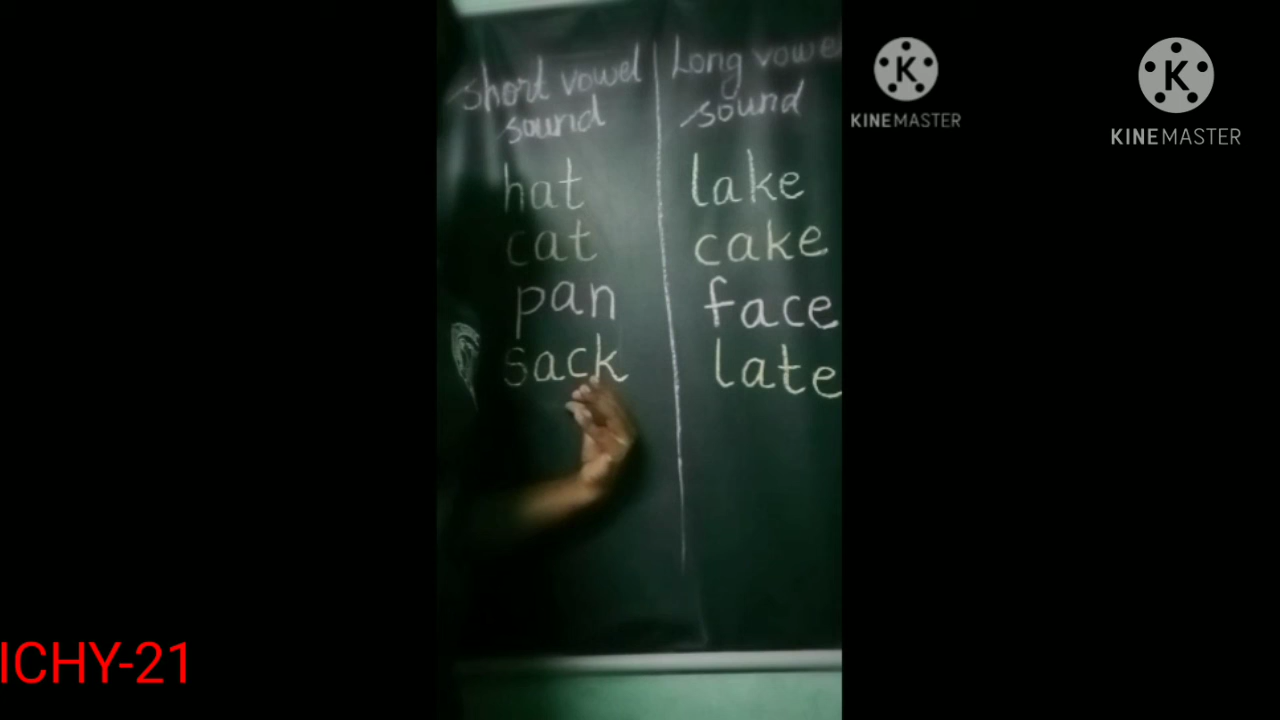 short vowel
sound
hat
cat
pan
sack
Long vowe
sound
lake
cake
face
late
KINEMASTER
KINEMASTER
ICHY-21